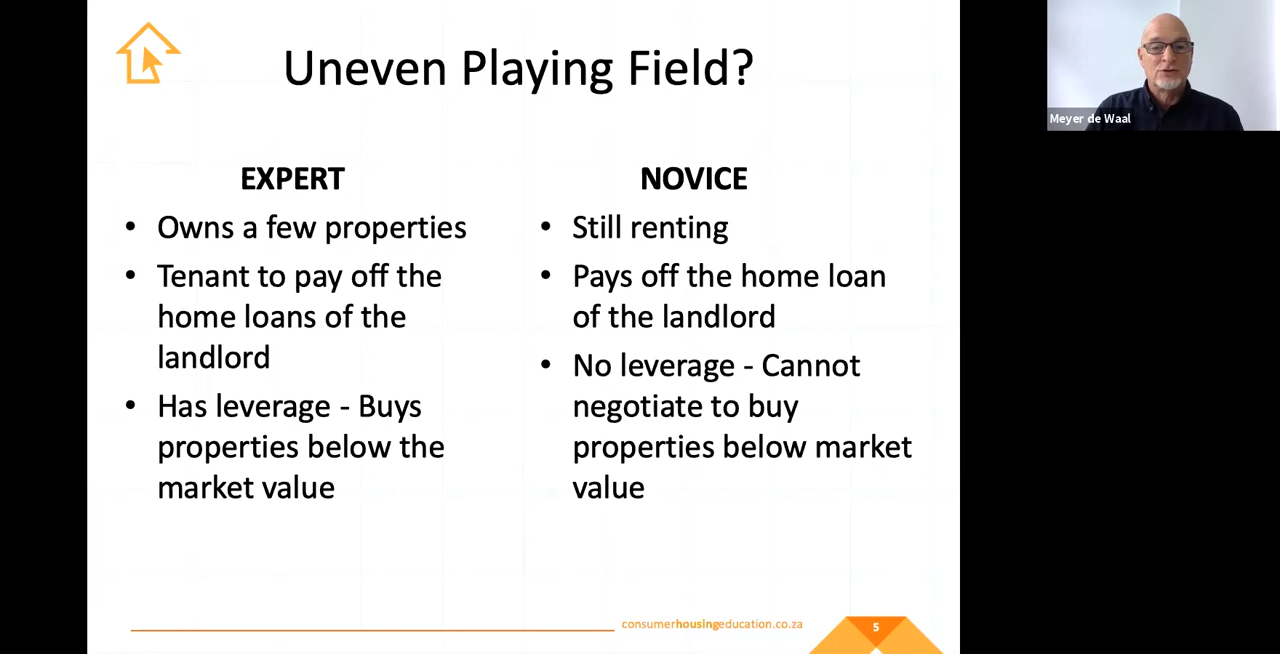 Uneven Playing Field?
EXPERT
• Owns a few properties
• Tenant to pay off the
home loans of the
landlord
• Has leverage - Buys
properties below the
market value
NOVICE
• Still renting
• Pays off the home loan
of the landlord
• No leverage - Cannot
negotiate to buy
properties below market
value
consumerhousingeducation.co.za
5
Meyer de Waal